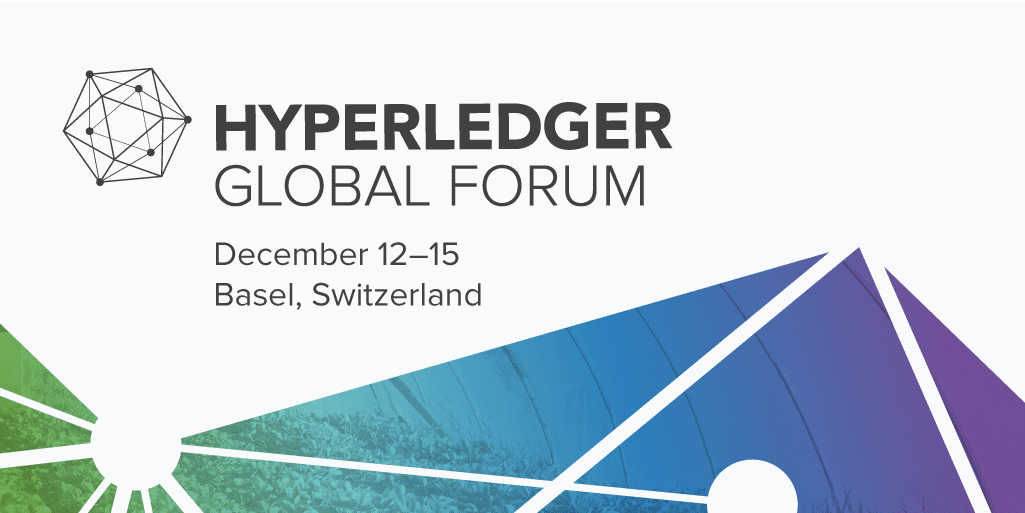 HYPERLEDGER
GLOBAL FORUM
December 12–15
Basel, Switzerland